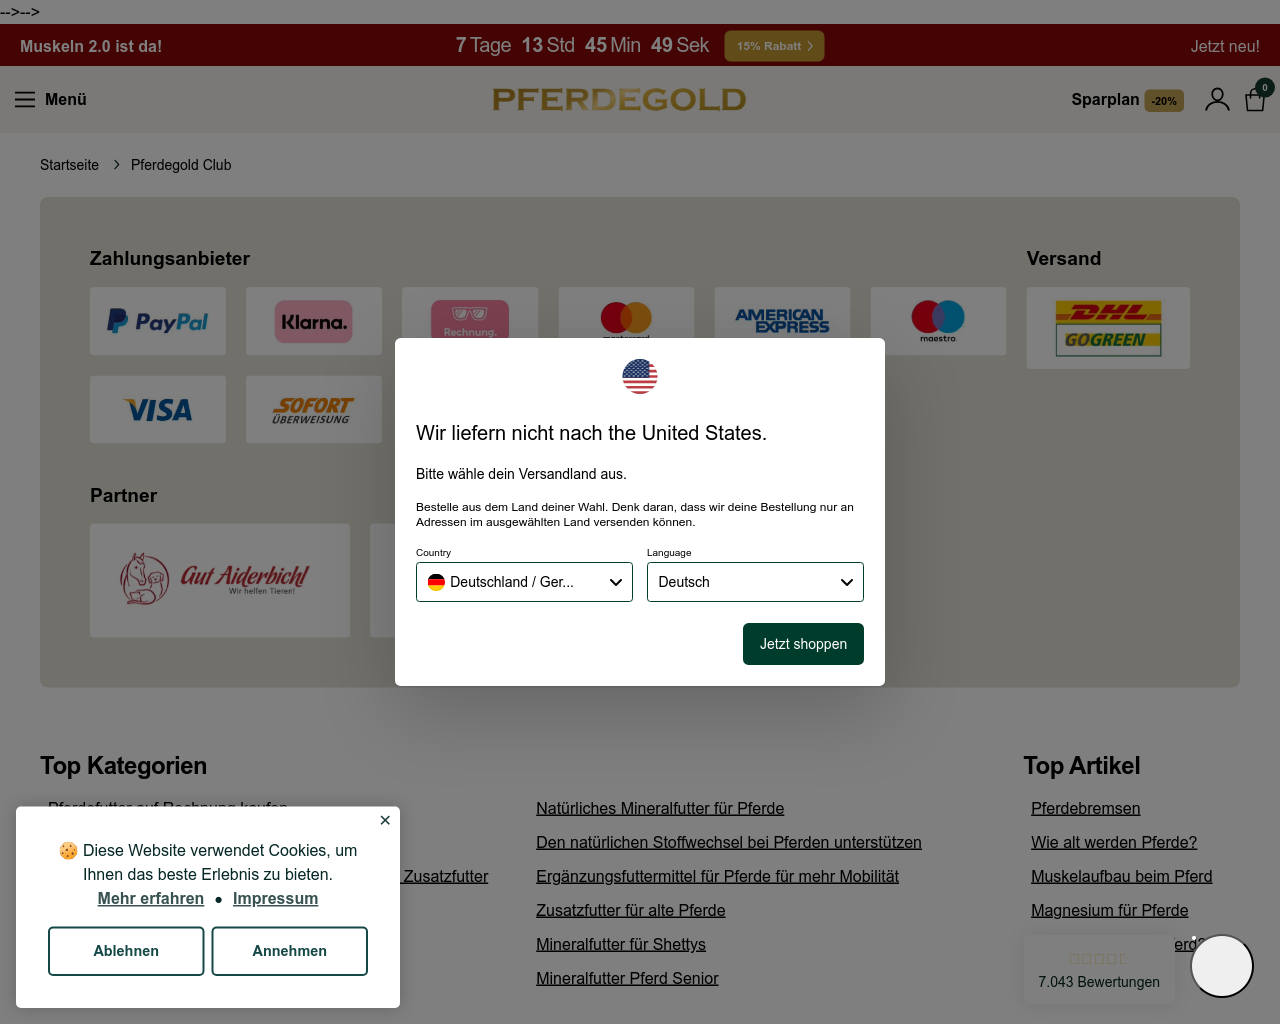 -->-->
Muskeln 2.0 ist da!
7 Tage 13 Std 45 Min 49 Sek
15% Rabatt
Jetzt neu!
Menü
PFERDEGOLD
Sparplan -20%
0
Startseite > Pferdegold Club
Zahlungsanbieter
Versand
PayPal
Klarna.
Rechnung.
mastercard
AMERICAN EXPRESS
maestro
DHL
GOGREEN
VISA
SOFORT
ÜBERWEISUNG
Partner
Gut Aiderbichl
Wir helfen Tieren!
Wir liefern nicht nach the United States.
Bitte wähle dein Versandland aus.
Bestelle aus dem Land deiner Wahl. Denk daran, dass wir deine Bestellung nur an
Adressen im ausgewählten Land versenden können.
Country
Language
Deutschland / Ger...
Deutsch
Jetzt shoppen
Top Kategorien
Top Artikel
Pferdefutter auf Rechnung kaufen
Zusatzfutter
Natürliches Mineralfutter für Pferde
Den natürlichen Stoffwechsel bei Pferden unterstützen
Ergänzungsfuttermittel für Pferde für mehr Mobilität
Zusatzfutter für alte Pferde
Mineralfutter für Shettys
Mineralfutter Pferd Senior
Pferdebremsen
Wie alt werden Pferde?
Muskelaufbau beim Pferd
Magnesium für Pferde
7.043 Bewertungen
×
🍪 Diese Website verwendet Cookies, um
Ihnen das beste Erlebnis zu bieten.
Mehr erfahren • Impressum
Ablehnen
Annehmen